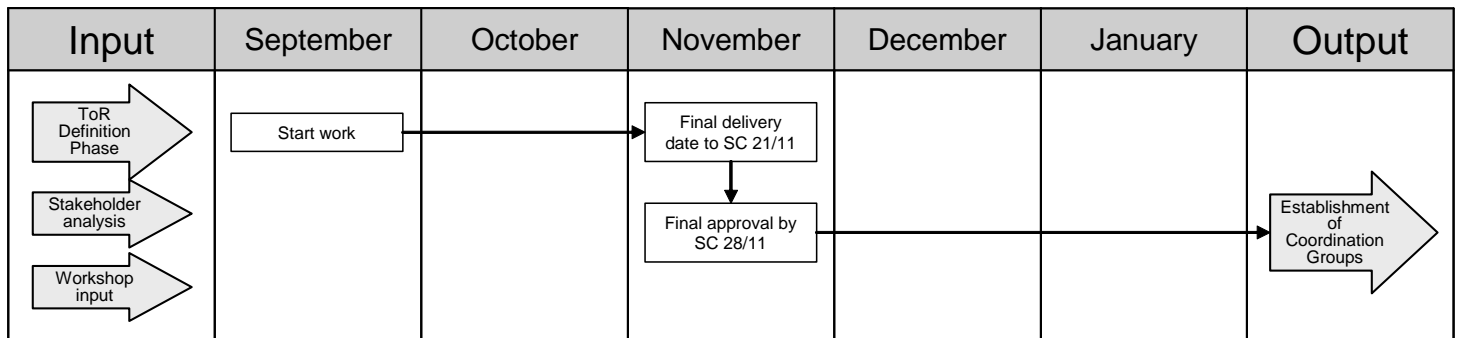 Input
September
October
November
December
January
Output
ToR
Definition
Phase
Stakeholder
analysis
Workshop
input
Start work
Final delivery
date to SC 21/11
Final approval by
SC 28/11
Establishment
of
Coordination
Groups